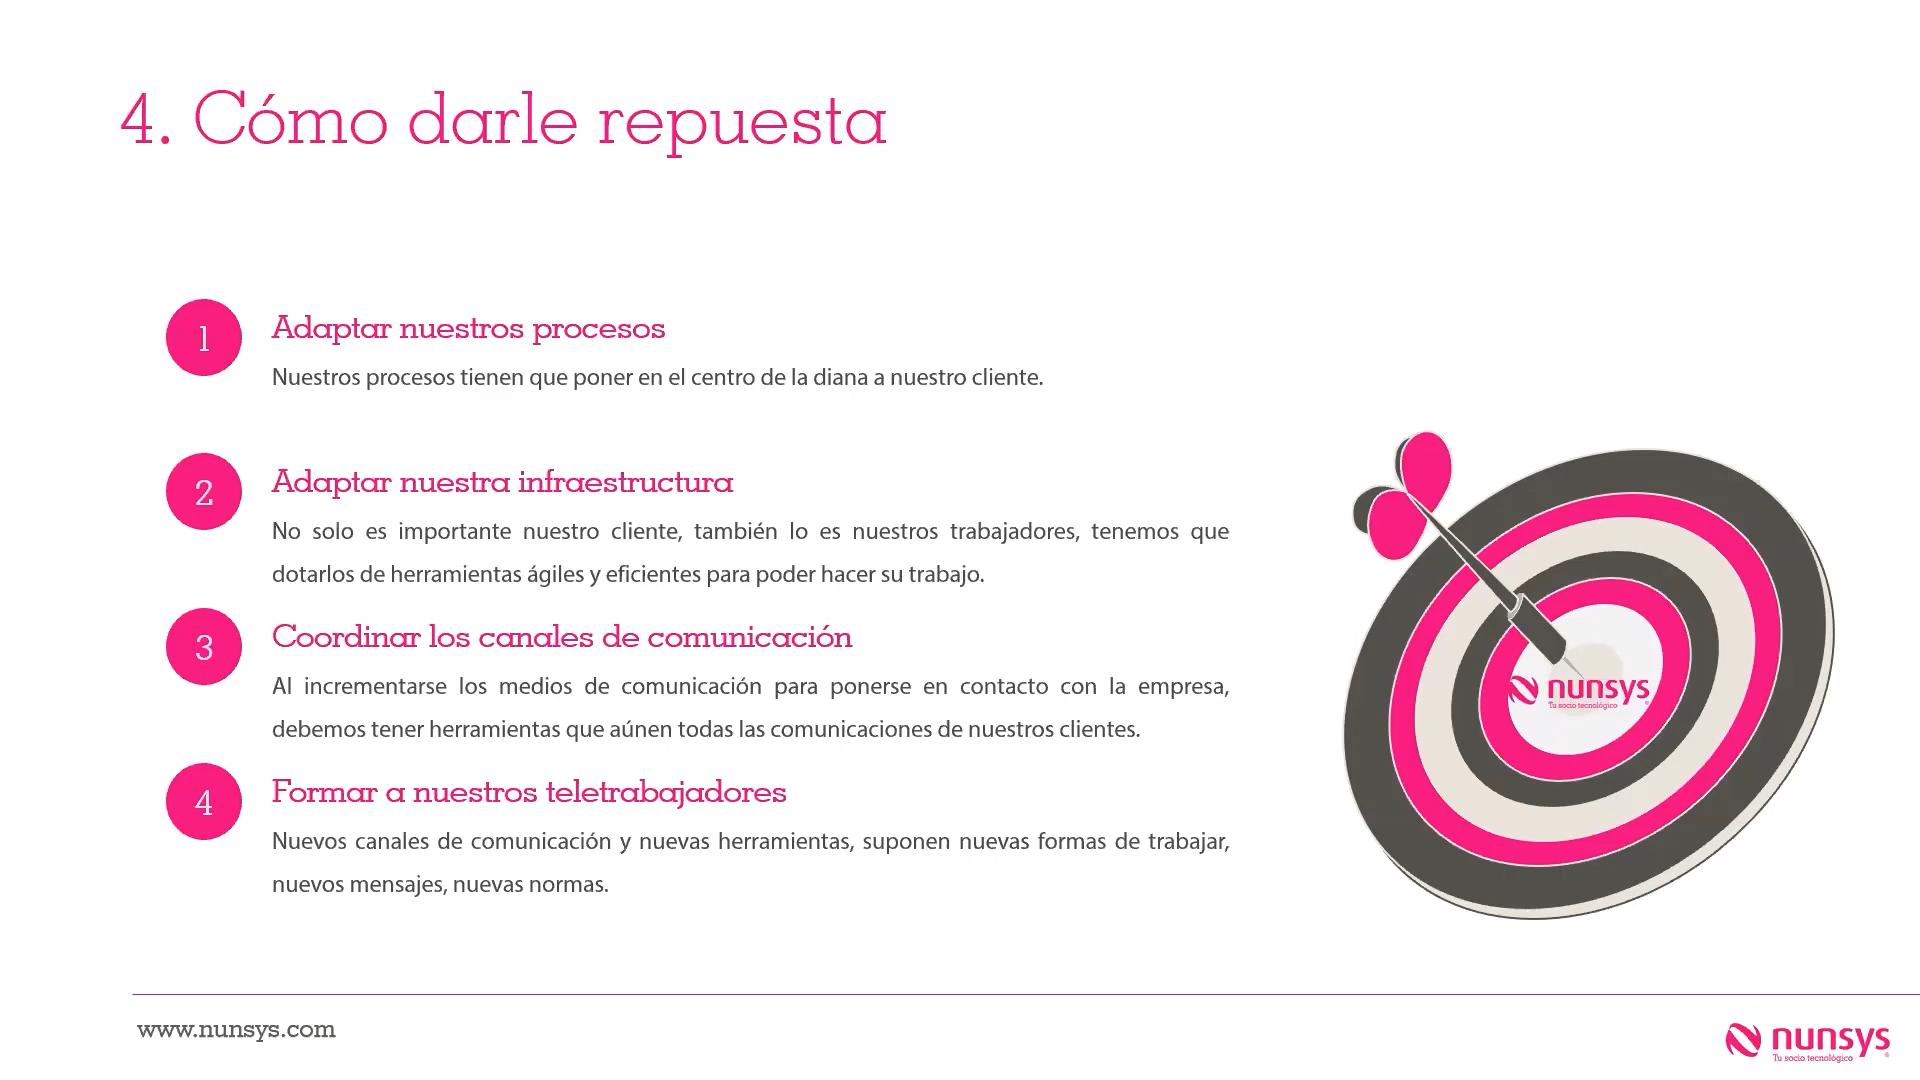 4. Cómo darle repuesta
1
Adaptar nuestros procesos
Nuestros procesos tienen que poner en el centro de la diana a nuestro cliente.
2
Adaptar nuestra infraestructura
No solo es importante nuestro cliente, también lo es nuestros trabajadores, tenemos que
dotarlos de herramientas ágiles y eficientes para poder hacer su trabajo.
3
Coordinar los canales de comunicación
Al incrementarse los medios de comunicación para ponerse en contacto con la empresa,
debemos tener herramientas que aúnen todas las comunicaciones de nuestros clientes.
4
Formar a nuestros teletrabajadores
Nuevos canales de comunicación y nuevas herramientas, suponen nuevas formas de trabajar,
nuevos mensajes, nuevas normas.
nunsys
Tu socio tecnológico
www.nunsys.com
nunsys
Tu socio tecnológico